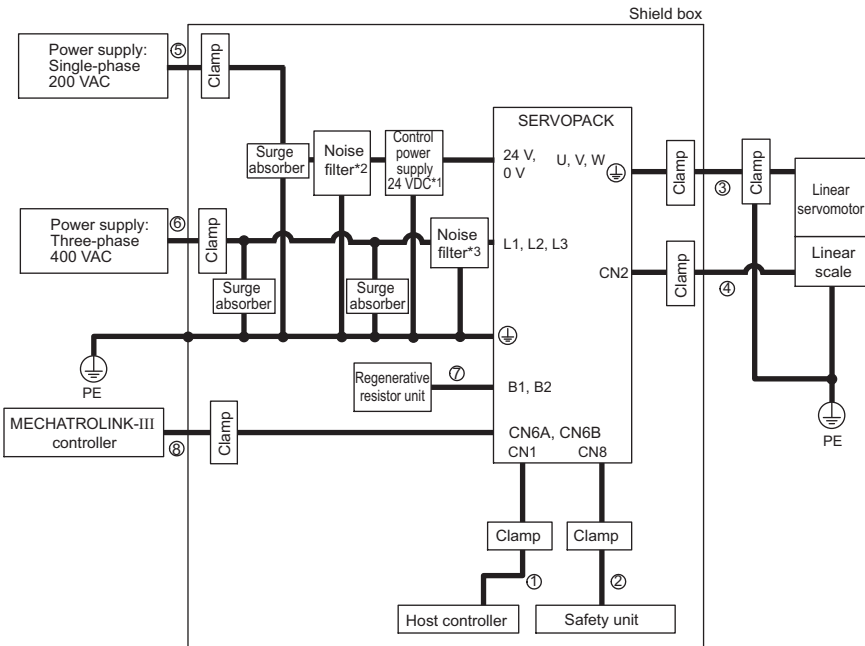 Shield box
Power supply:
Single-phase
200 VAC
⑤
Clamp
SERVOPACK
Surge
absorber
Noise
filter*2
Control
power
supply
24 VDC*1
24 V,
0 V
U, V, W
Clamp
③
Clamp
Linear
servomotor
Power supply:
Three-phase
400 VAC
⑥
Clamp
Noise
filter*3
L1, L2, L3
CN2
Clamp
④
Linear
scale
Surge
absorber
Surge
absorber
PE
Regenerative
resistor unit
⑦
B1, B2
PE
MECHATROLINK-III
controller
⑧
Clamp
CN6A, CN6B
CN1
CN8
Clamp
Clamp
①
②
Host controller
Safety unit